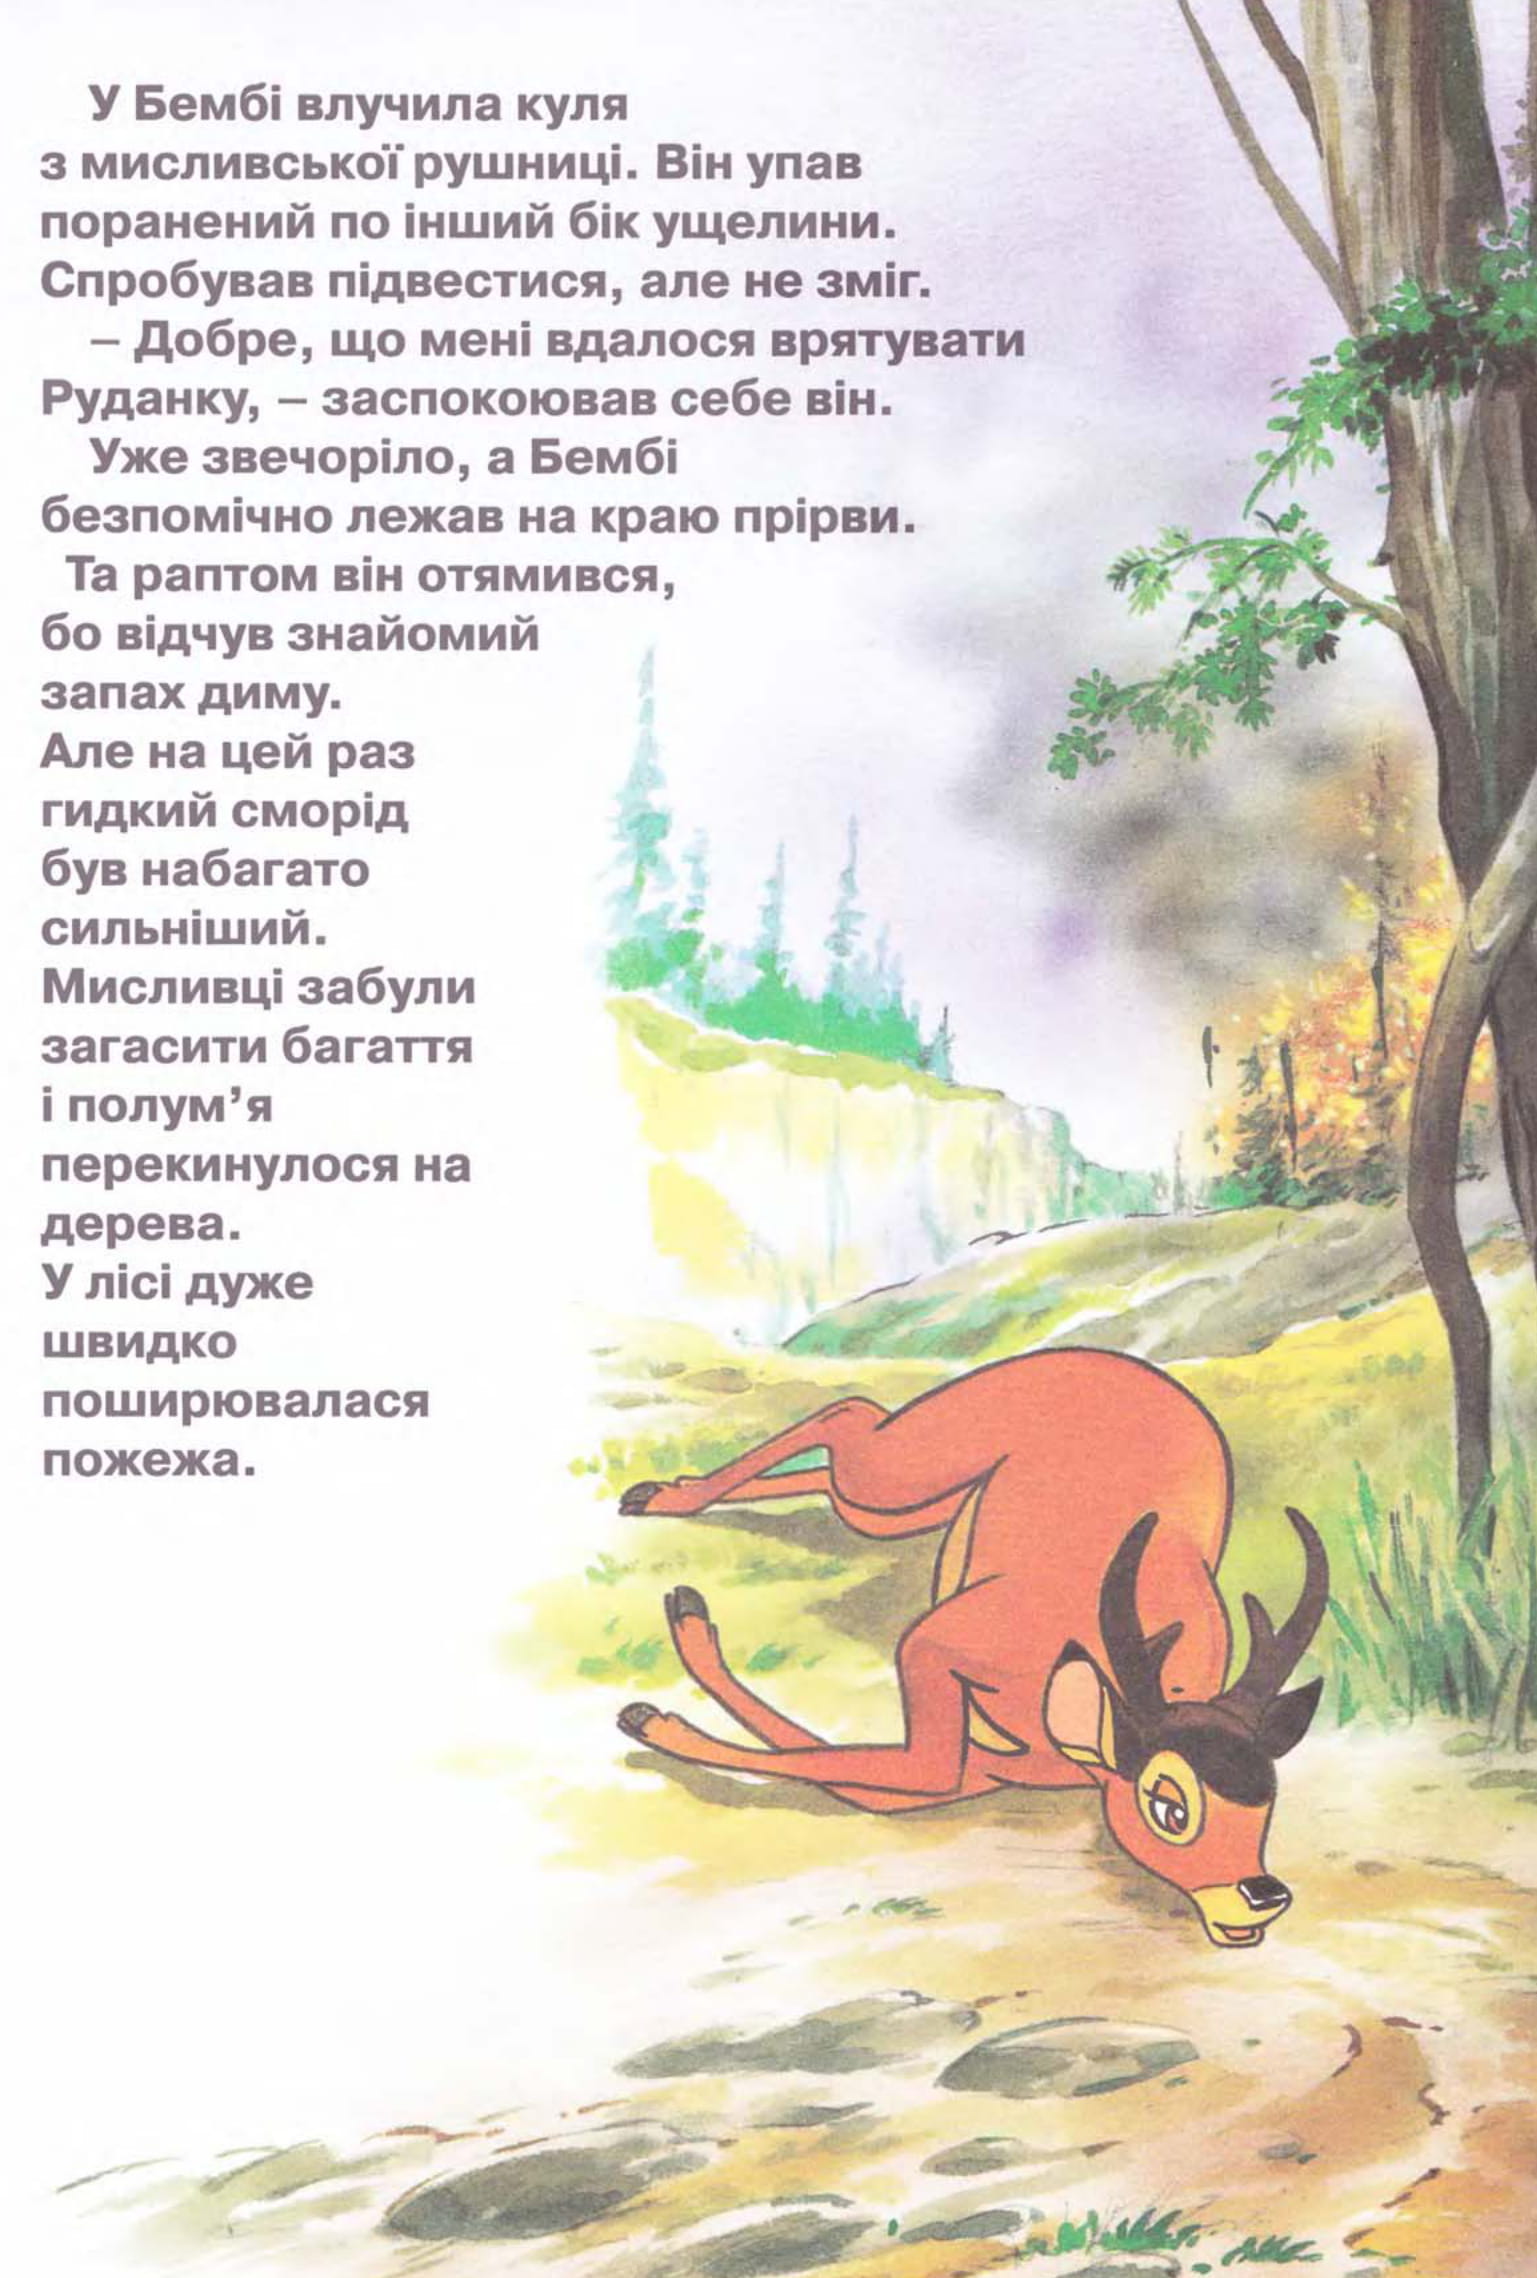 У Бембі влучила куля
з мисливської рушниці. Він упав
поранений по інший бік ущелини.
Спробував підвестися, але не зміг.
– Добре, що мені вдалося врятувати
Руданку, – заспокоював себе він.
Уже звечоріло, а Бембі
безпомічно лежав на краю прірви.
Та раптом він отямився,
бо відчув знайомий
запах диму.
Але на цей раз
гидкий сморід
був набагато
сильніший.
Мисливці забули
загасити багаття
і полум’я
перекинулося на
дерева.
У лісі дуже
швидко
поширювалася
пожежа.